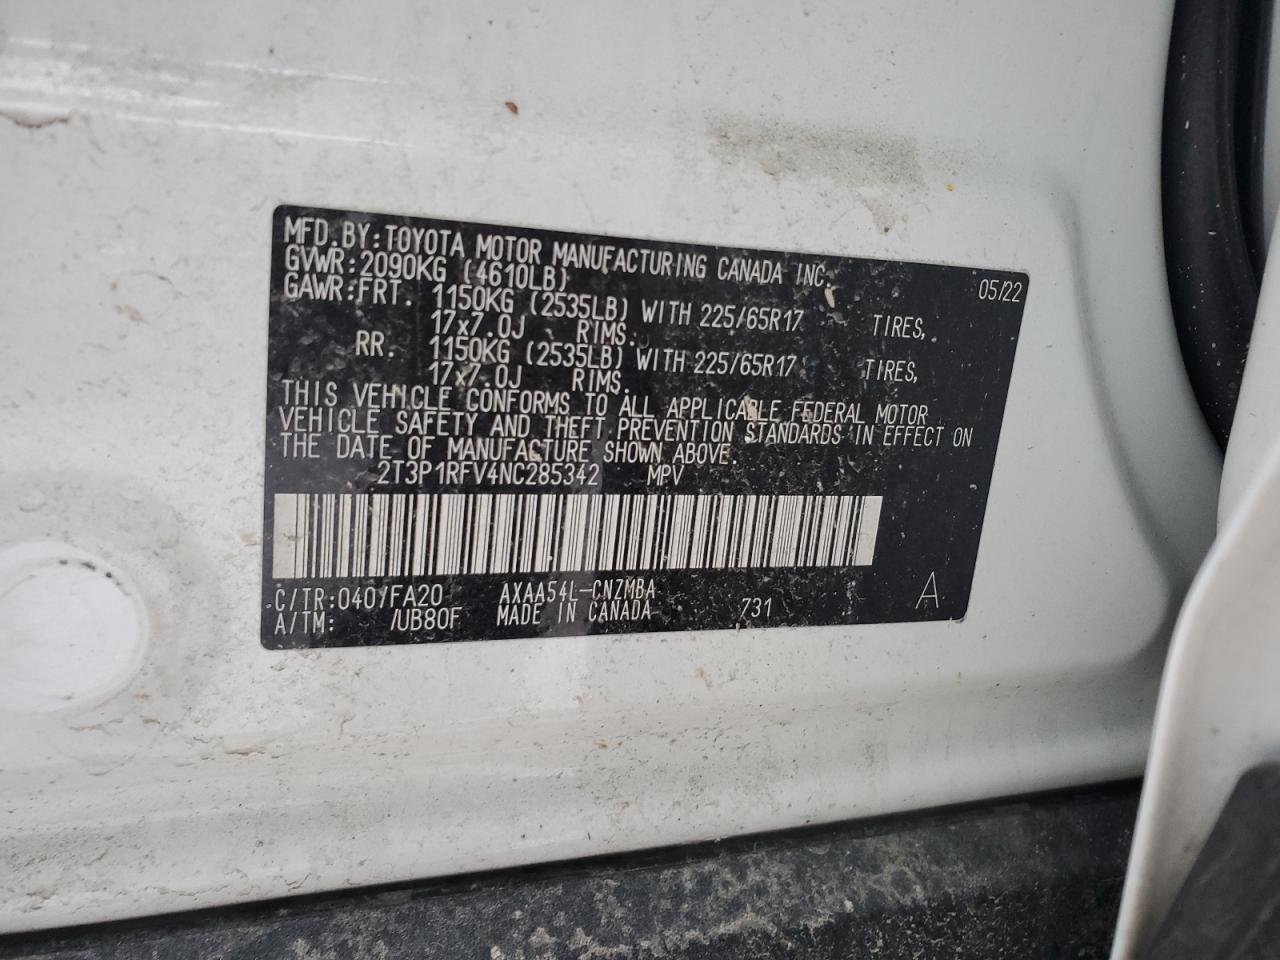 MFD.BY:TOYOTA MOTOR MANUFACTURING CANADA INC. 05/22
GVWR:2090KG (4610LB)
GAWR:FRT. 1150KG (2535LB) WITH 225/65R17 TIRES,
17x7.0J RIMS.
RR. 1150KG (2535LB) WITH 225/65R17 TIRES,
17x7.0J RIMS.
THIS VEHICLE CONFORMS TO ALL APPLICABLE FEDERAL MOTOR
VEHICLE SAFETY AND THEFT PREVENTION STANDARDS IN EFFECT ON
THE DATE OF MANUFACTURE SHOWN ABOVE.
2T3P1RFV4NC285342 MPV
C/TR:040/FA20 AXAA54L-CNZMBA
A/TM: /UB80F MADE IN CANADA 731 A